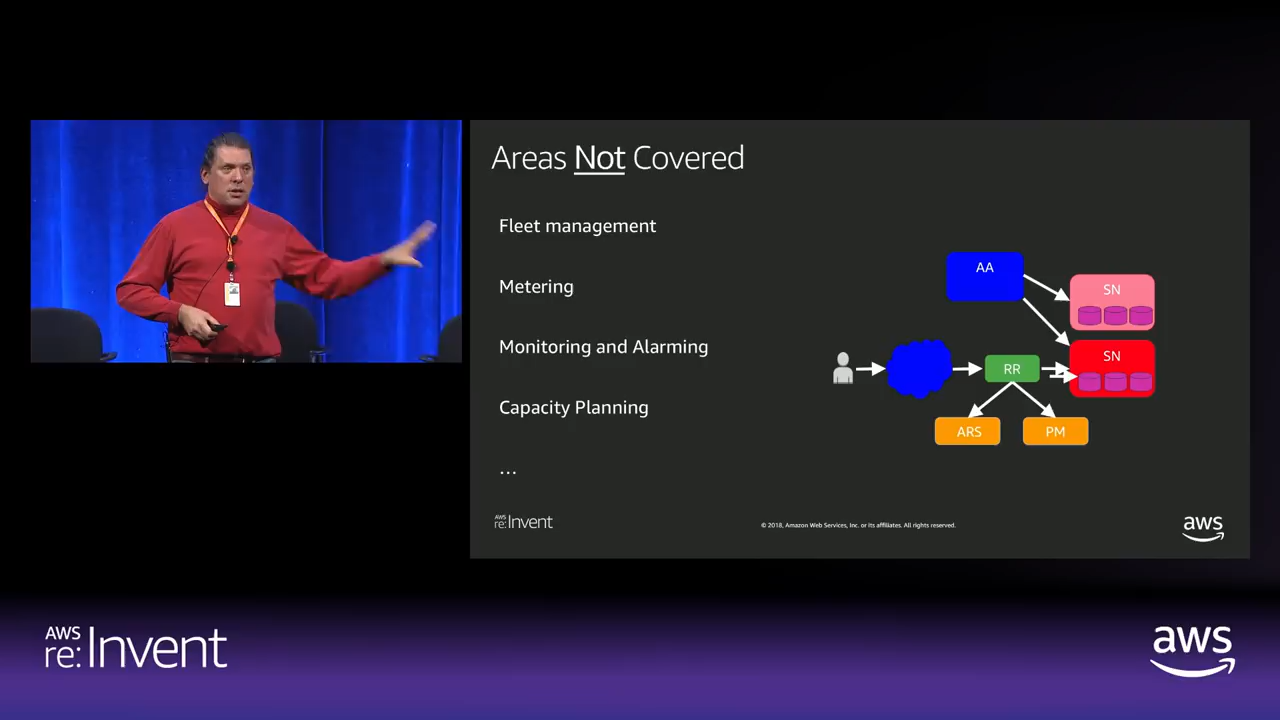 Areas Not Covered
Fleet management
Metering
Monitoring and Alarming
Capacity Planning
...
AA
SN
SN
RR
ARS
PM
AWS
re:Invent
© 2018, Amazon Web Services, Inc. or its affiliates. All rights reserved.
aws
AWS
re:Invent
aws